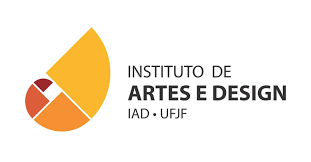 INSTITUTO DE
ARTES E DESIGN
IAD • UFJF